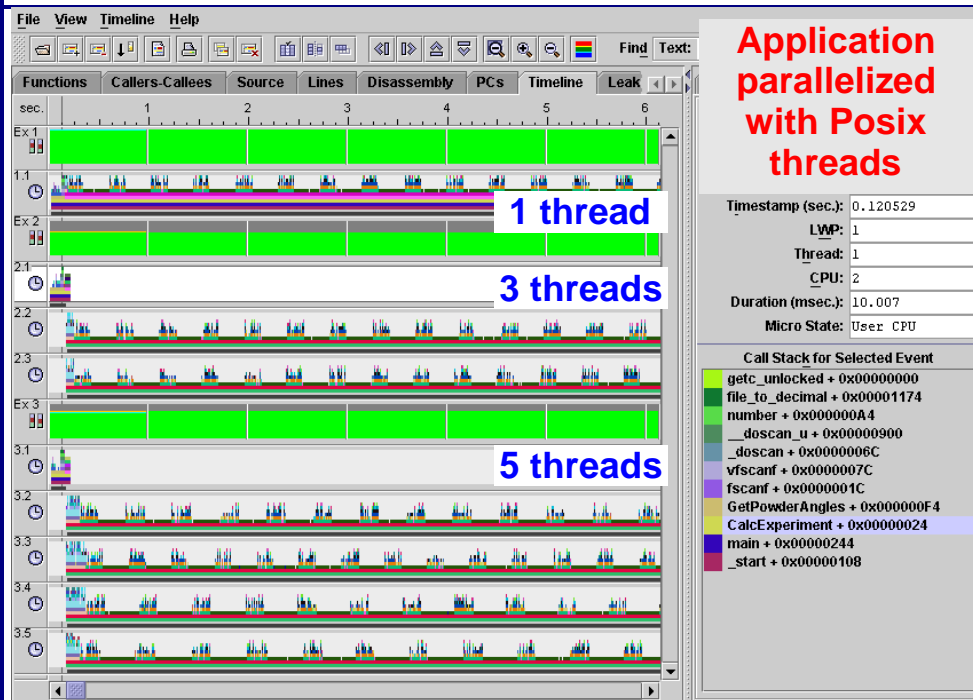 File View Timeline Help
Find Text:
Functions Callers-Callees Source Lines Disassembly PCs Timeline Leak
sec. 1 2 3 4 5 6
Ex 1
1.1
1 thread
Ex 2
2.1
3 threads
2.2
2.3
Ex 3
3.1
5 threads
3.2
3.3
3.4
3.5
Application
parallelized
with Posix
threads
Timestamp (sec.): 0.120529
LWP: 1
Thread: 1
CPU: 2
Duration (msec.): 10.007
Micro State: User CPU
Call Stack for Selected Event
getc_unlocked + 0x00000000
file_to_decimal + 0x00001174
number + 0x000000A4
__doscan_u + 0x00000900
_doscan + 0x0000006C
vfscanf + 0x0000007C
fscanf + 0x0000001C
GetPowderAngles + 0x000000F4
CalcExperiment + 0x00000024
main + 0x00000244
_start + 0x00000108